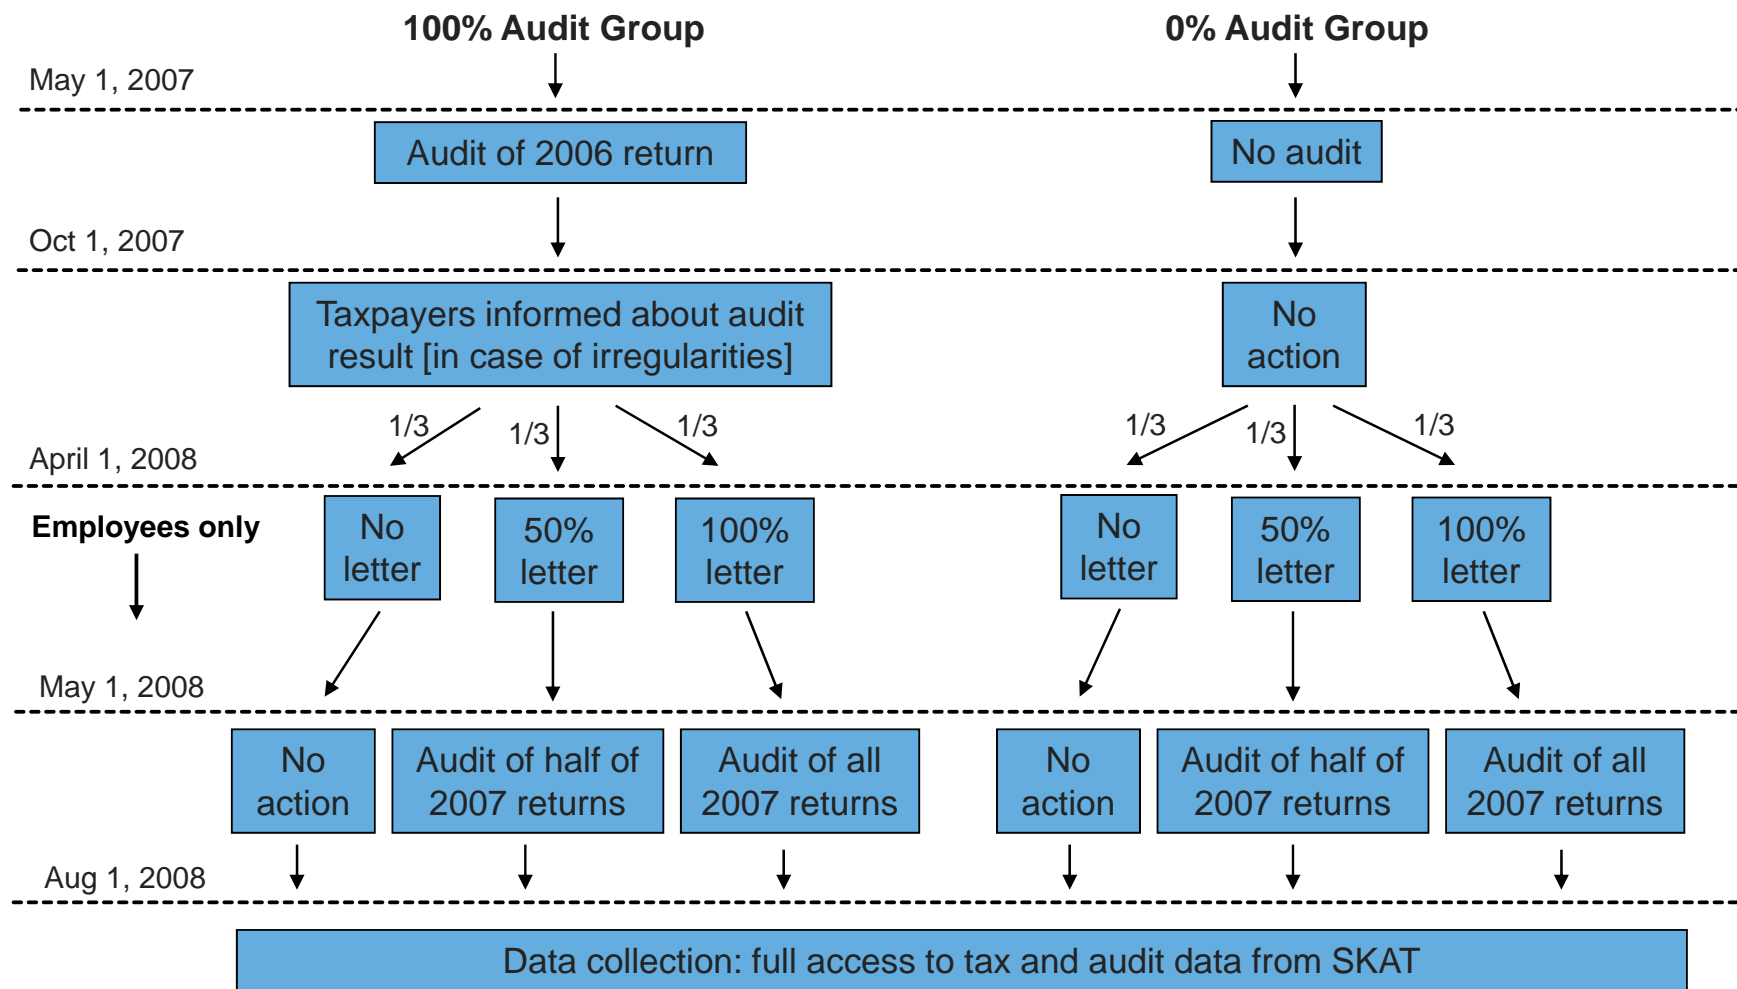 100% Audit Group
0% Audit Group
May 1, 2007
Audit of 2006 return
No audit
Oct 1, 2007
Taxpayers informed about audit
result [in case of irregularities]
No
action
1/3
1/3
1/3
1/3
1/3
1/3
April 1, 2008
Employees only
No
letter
50%
letter
100%
letter
No
letter
50%
letter
100%
letter
May 1, 2008
No
action
Audit of half of
2007 returns
Audit of all
2007 returns
No
action
Audit of half of
2007 returns
Audit of all
2007 returns
Aug 1, 2008
Data collection: full access to tax and audit data from SKAT